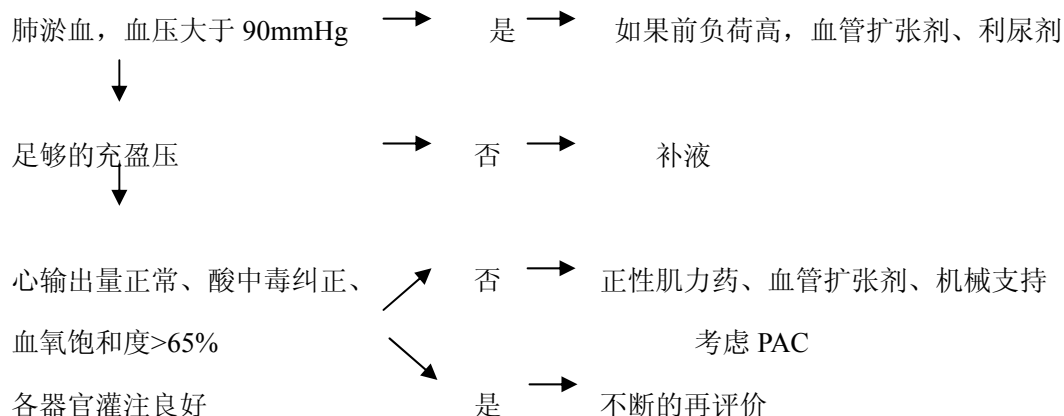 肺淤血，血压大于 90mmHg 是 如果前负荷高，血管扩张剂、利尿剂
足够的充盈压 否 补液
心输出量正常、酸中毒纠正、 否 正性肌力药、血管扩张剂、机械支持
血氧饱和度>65% 考虑 PAC
各器官灌注良好 是 不断的再评价